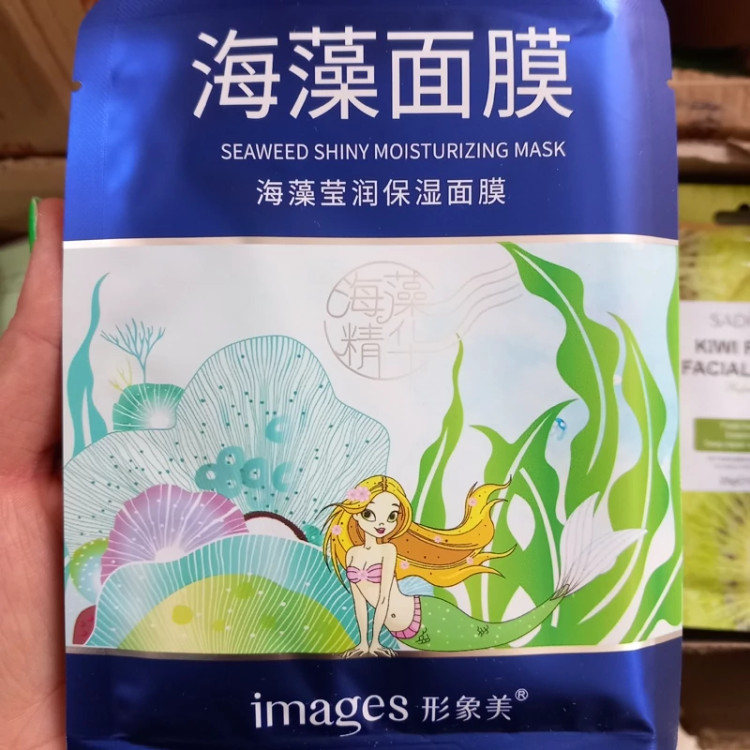 海藻面膜
SEAWEED SHINY MOISTURIZING MASK
海藻莹润保湿面膜
海藻
精华
images 形象美®
KIWI
FACIAL